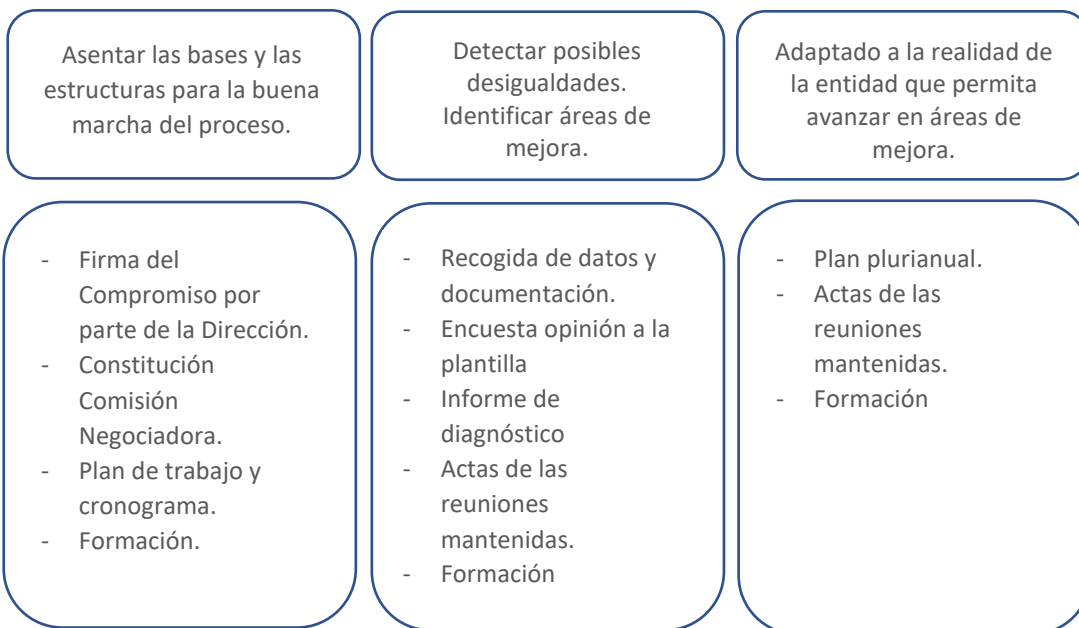 Asentar las bases y las
estructuras para la buena
marcha del proceso.
Detectar posibles
desigualdades.
Identificar áreas de
mejora.
Adaptado a la realidad de
la entidad que permita
avanzar en áreas de
mejora.
- Firma del
Compromiso por
parte de la Dirección.
- Constitución
Comisión
Negociadora.
- Plan de trabajo y
cronograma.
- Formación.
- Recogida de datos y
documentación.
- Encuesta opinión a la
plantilla
- Informe de
diagnóstico
- Actas de las
reuniones
mantenidas.
- Formación
- Plan plurianual.
- Actas de las
reuniones
mantenidas.
- Formación